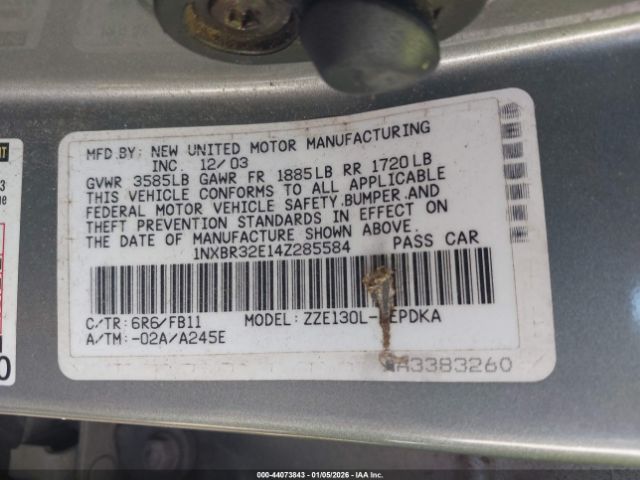 MFD.BY: NEW UNITED MOTOR MANUFACTURING
INC. 12/03
GVWR 3585LB GAWR FR 1885LB RR 1720LB
THIS VEHICLE CONFORMS TO ALL APPLICABLE
FEDERAL MOTOR VEHICLE SAFETY,BUMPER,AND
THEFT PREVENTION STANDARDS IN EFFECT ON
THE DATE OF MANUFACTURE SHOWN ABOVE.
1NXBR32E14Z285584 PASS CAR
C/TR: 6R6/FB11 MODEL: ZZE130L-
A/TM: -02A/A245E
3383260
000-44073843 - 01/05/2026 - IAA Inc.